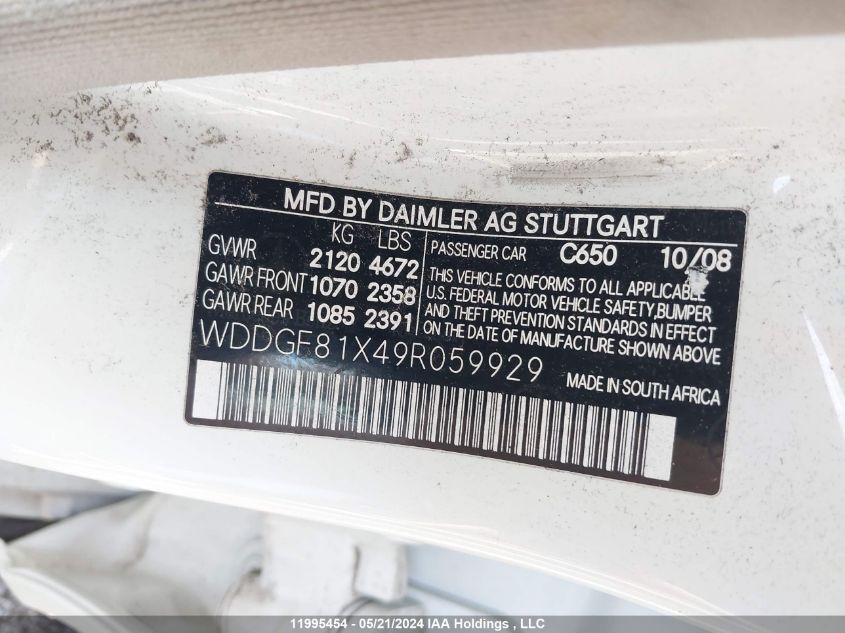 MFD BY DAIMLER AG STUTTGART
KG LBS
GVWR 2120 4672
GAWR FRONT 1070 2358
GAWR REAR 1085 2391
PASSENGER CAR C650 10/08
THIS VEHICLE CONFORMS TO ALL APPLICABLE
U.S. FEDERAL MOTOR VEHICLE SAFETY,BUMPER
AND THEFT PREVENTION STANDARDS IN EFFECT
ON THE DATE OF MANUFACTURE SHOWN ABOVE
WDDGF81X49R059929
MADE IN SOUTH AFRICA
11995454 - 05/21/2024 IAA Holdings , LLC